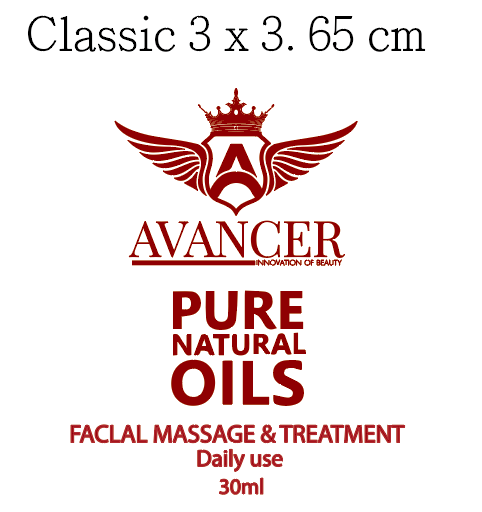 Classic 3 x 3. 65 cm
AVANCER
INNOVATION OF BEAUTY
PURE
NATURAL
OILS
FACLAL MASSAGE & TREATMENT
Daily use
30ml